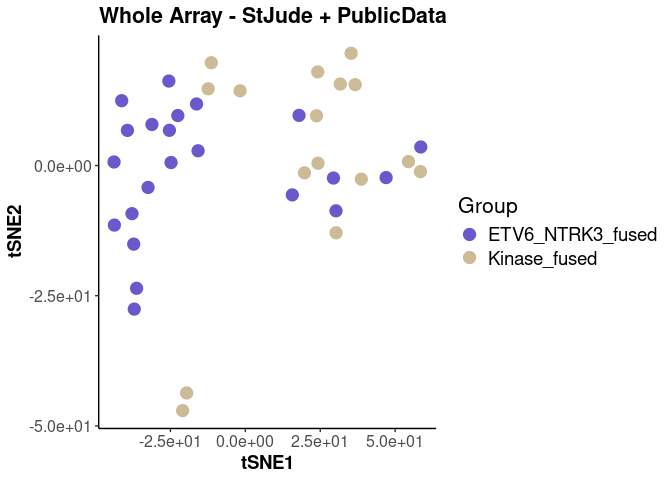 Whole Array - StJude + PublicData
0.0e+00
-2.5e+01
-5.0e+01
tSNE2
-2.5e+01 0.0e+00 2.5e+01 5.0e+01
tSNE1
Group
ETV6_NTRK3_fused
Kinase_fused